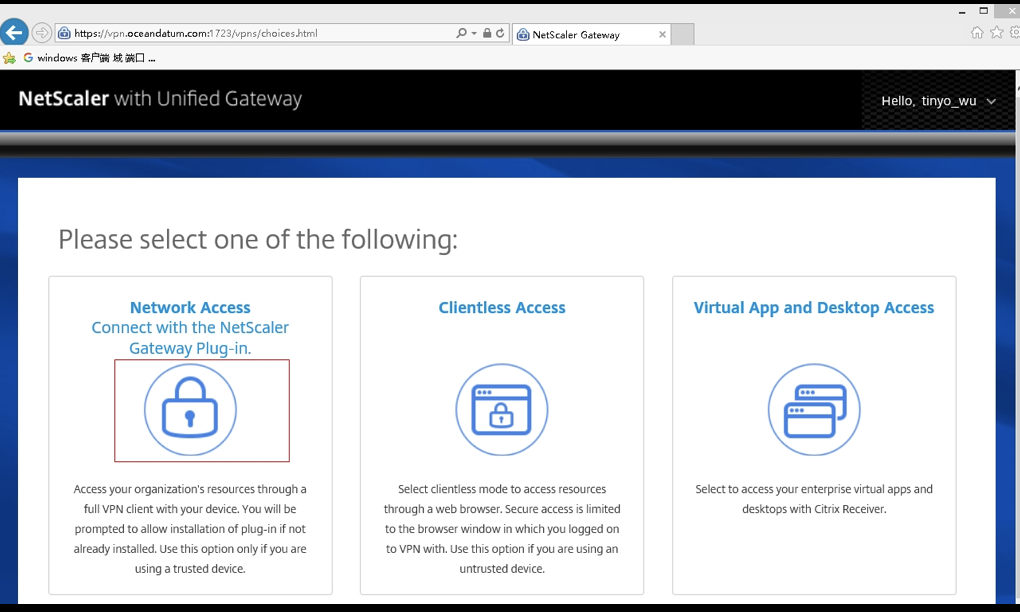 https://vpn.oceandatum.com:1723/vpns/choices.html
NetScaler Gateway
windows 客户端 域 端口 ...
NetScaler with Unified Gateway
Hello, tinyo_wu
Please select one of the following:
Network Access
Connect with the NetScaler
Gateway Plug-in.
Access your organization's resources through a
full VPN client with your device. You will be
prompted to allow installation of plug-in if not
already installed. Use this option only if you are
using a trusted device.
Clientless Access
Select clientless mode to access resources
through a web browser. Secure access is limited
to the browser window in which you logged on
to VPN with. Use this option if you are using an
untrusted device.
Virtual App and Desktop Access
Select to access your enterprise virtual apps and
desktops with Citrix Receiver.